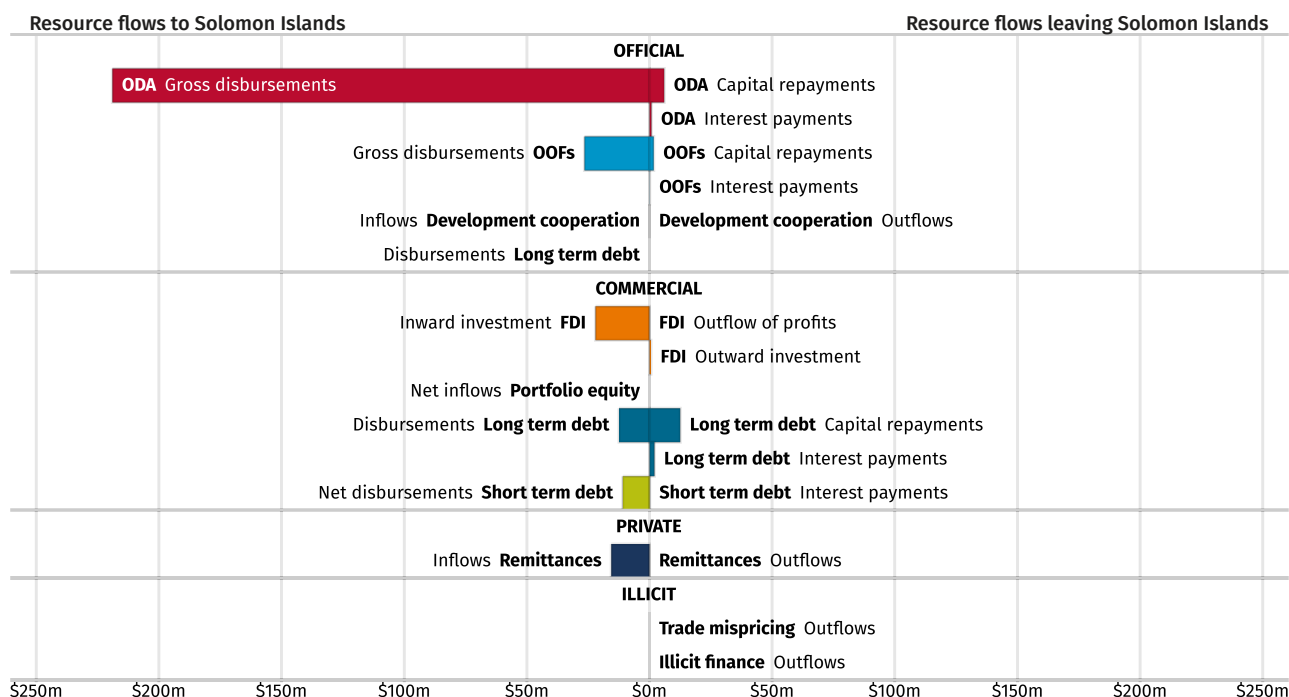 Resource flows to Solomon Islands Resource flows leaving Solomon Islands
OFFICIAL
ODA Gross disbursements ODA Capital repayments
ODA Interest payments
Gross disbursements OOFs OOFs Capital repayments
OOFs Interest payments
Inflows Development cooperation Development cooperation Outflows
Disbursements Long term debt
COMMERCIAL
Inward investment FDI FDI Outflow of profits
FDI Outward investment
Net inflows Portfolio equity
Disbursements Long term debt Long term debt Capital repayments
Long term debt Interest payments
Net disbursements Short term debt Short term debt Interest payments
PRIVATE
Inflows Remittances Remittances Outflows
ILLICIT
Trade mispricing Outflows
Illicit finance Outflows
$250m $200m $150m $100m $50m $0m $50m $100m $150m $200m $250m